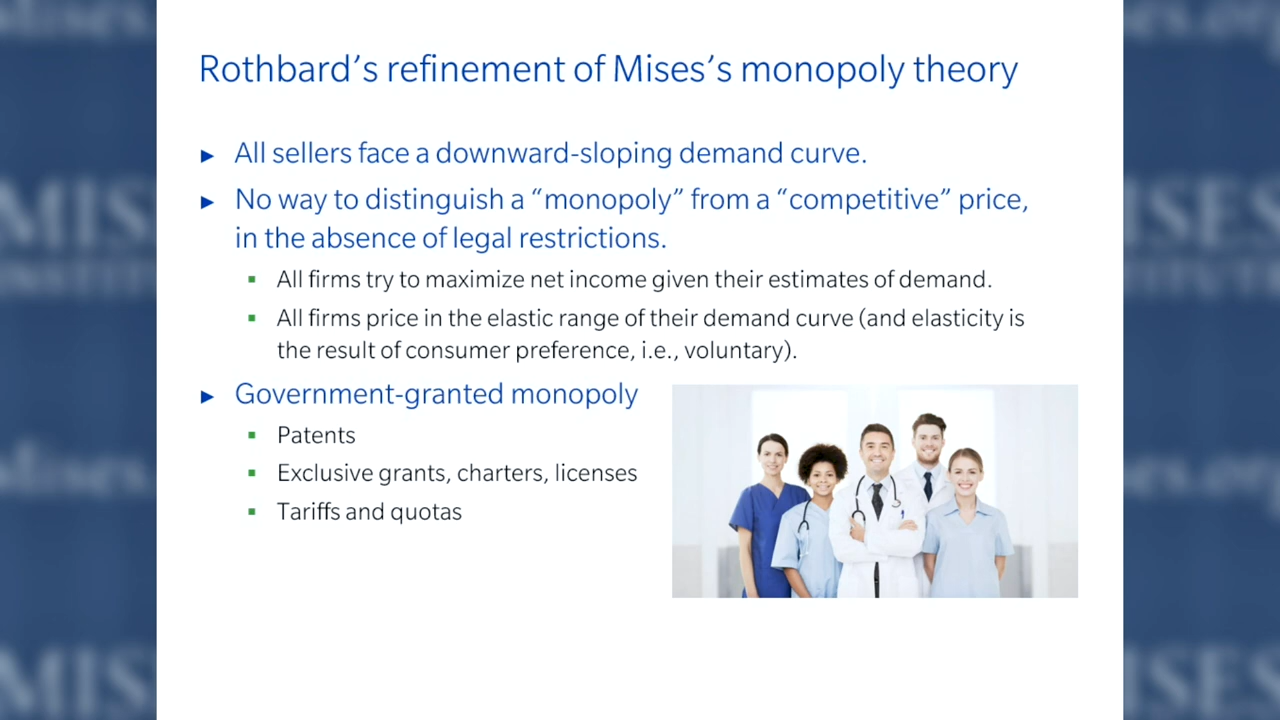 Rothbard’s refinement of Mises’s monopoly theory
► All sellers face a downward-sloping demand curve.
► No way to distinguish a “monopoly” from a “competitive” price,
in the absence of legal restrictions.
▪ All firms try to maximize net income given their estimates of demand.
▪ All firms price in the elastic range of their demand curve (and elasticity is
the result of consumer preference, i.e., voluntary).
► Government-granted monopoly
▪ Patents
▪ Exclusive grants, charters, licenses
▪ Tariffs and quotas